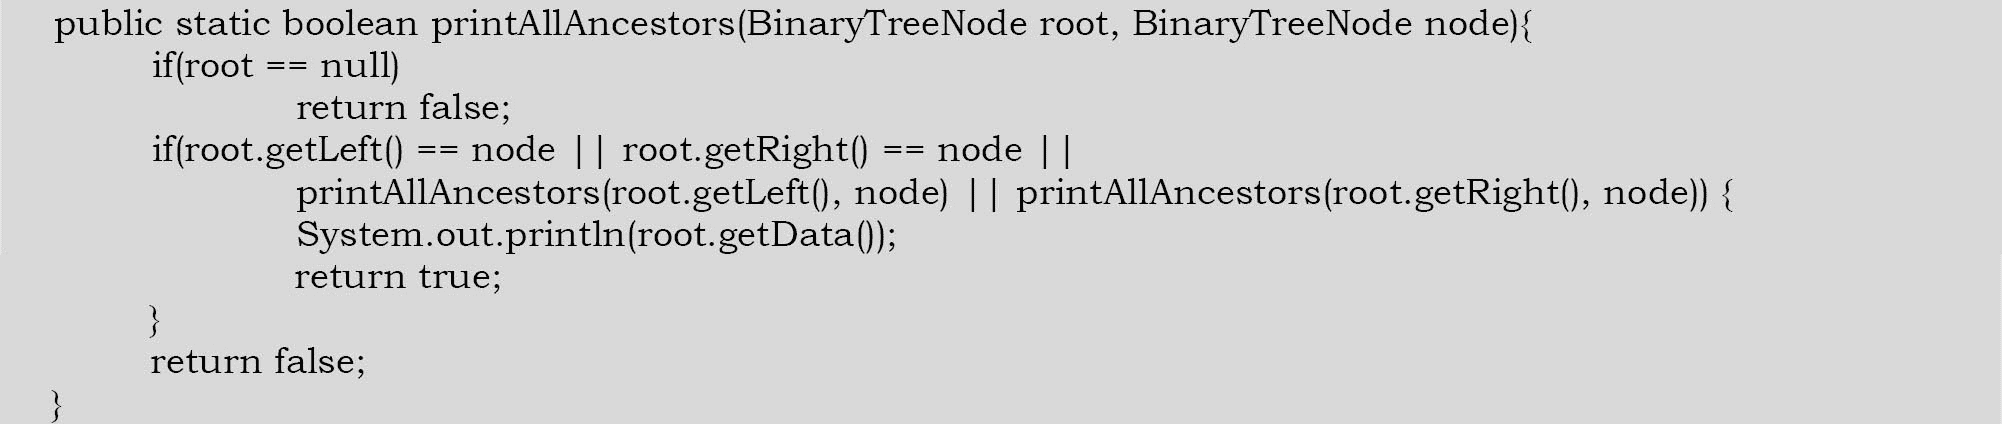 public static boolean printAllAncestors(BinaryTreeNode root, BinaryTreeNode node){
if(root == null)
return false;
if(root.getLeft() == node || root.getRight() == node ||
printAllAncestors(root.getLeft(), node) || printAllAncestors(root.getRight(), node)) {
System.out.println(root.getData());
return true;
}
return false;
}